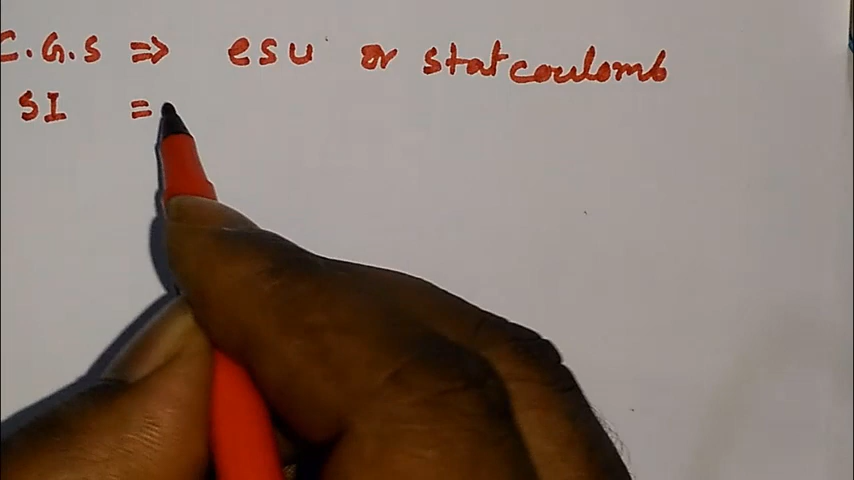 C.G.S ⇒ esu or statcoulomb
SI =